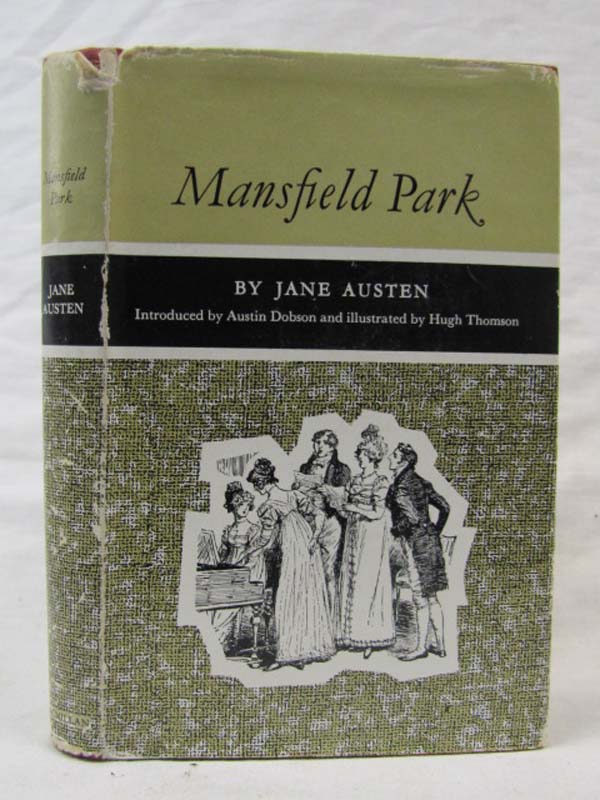 Mansfield
Park
JANE
AUSTEN
Mansfield Park
BY JANE AUSTEN
Introduced by Austin Dobson and illustrated by Hugh Thomson